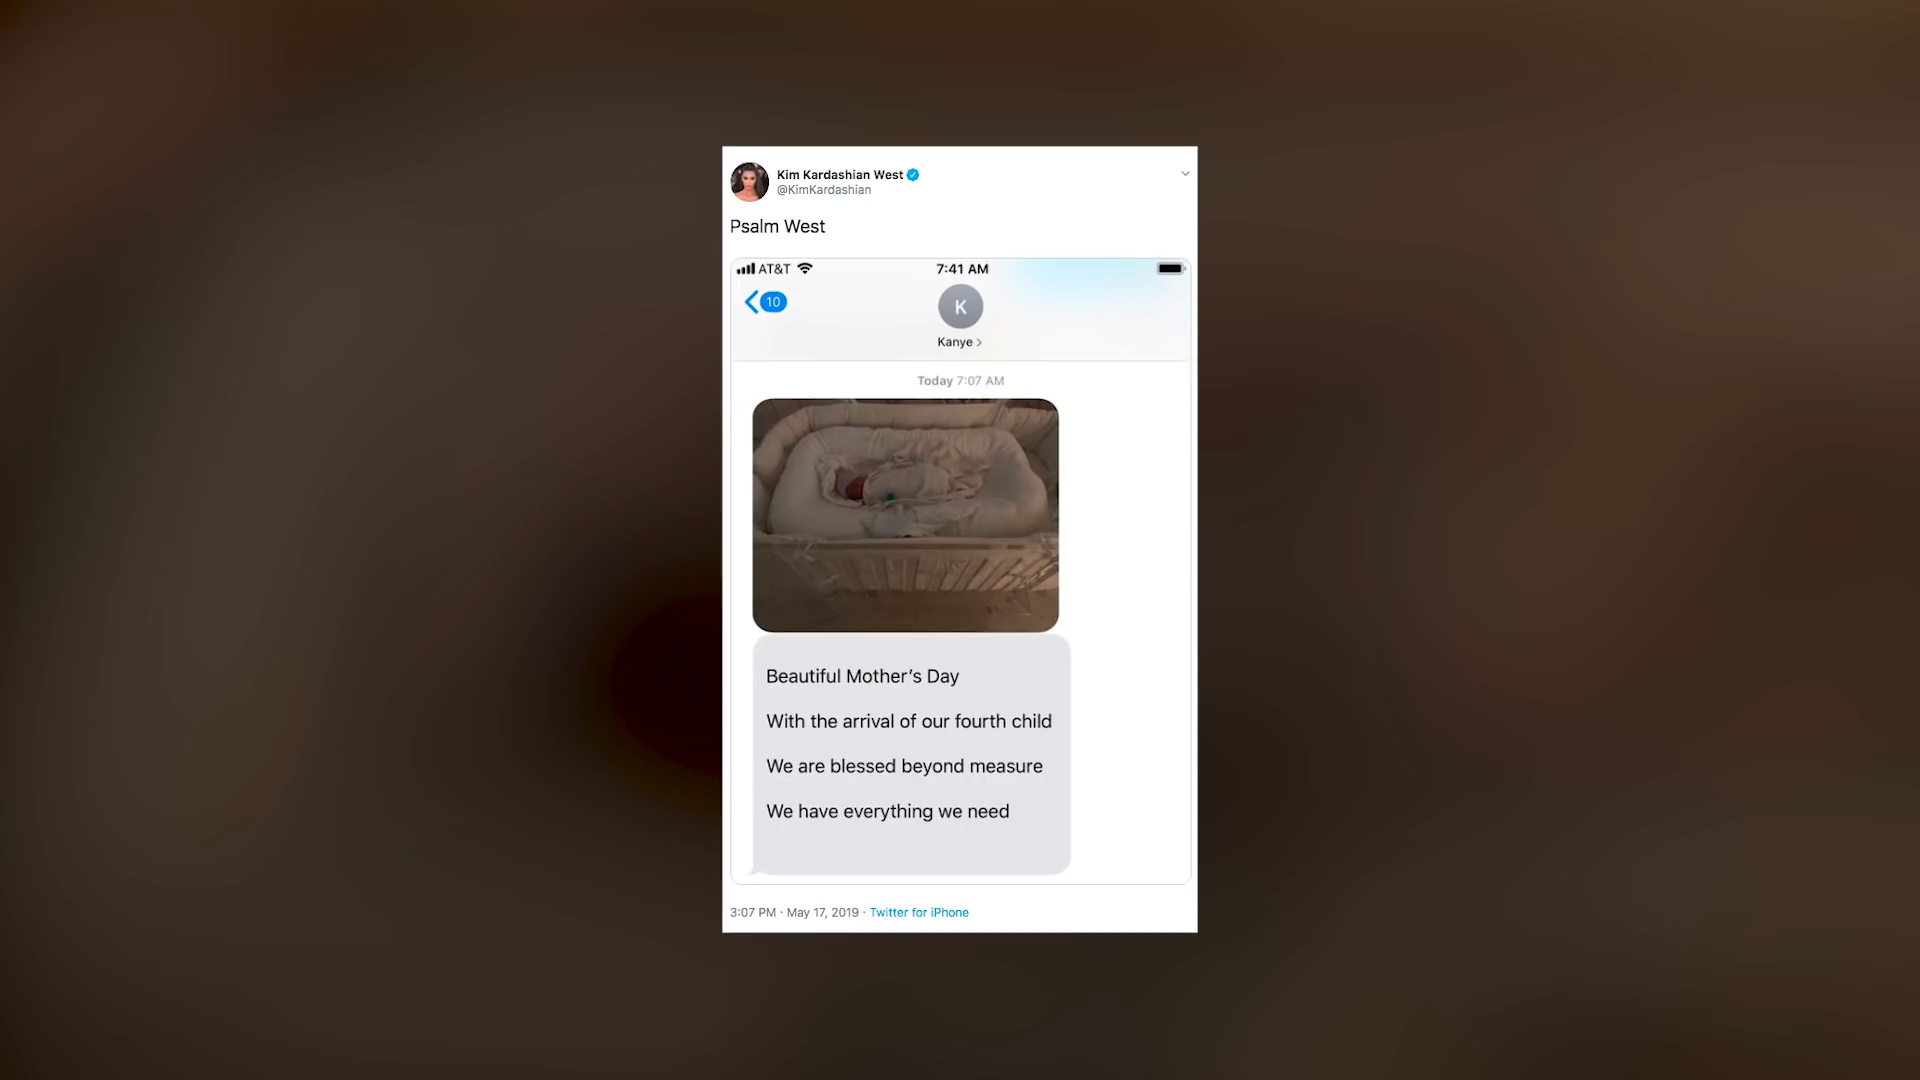 Kim Kardashian West
@KimKardashian
Psalm West
AT&T 7:41 AM
10
K
Kanye >
Today 7:07 AM
Beautiful Mother’s Day
With the arrival of our fourth child
We are blessed beyond measure
We have everything we need
3:07 PM · May 17, 2019 · Twitter for iPhone